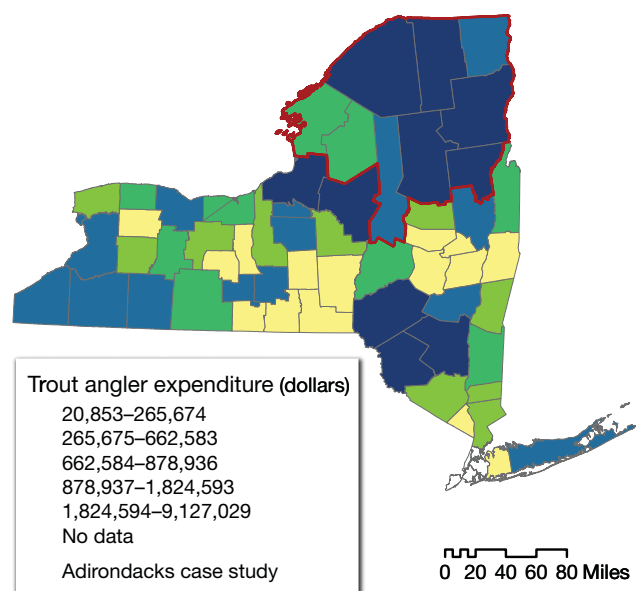 Trout angler expenditure (dollars)
20,853–265,674
265,675–662,583
662,584–878,936
878,937–1,824,593
1,824,594–9,127,029
No data
Adirondacks case study
0 20 40 60 80 Miles